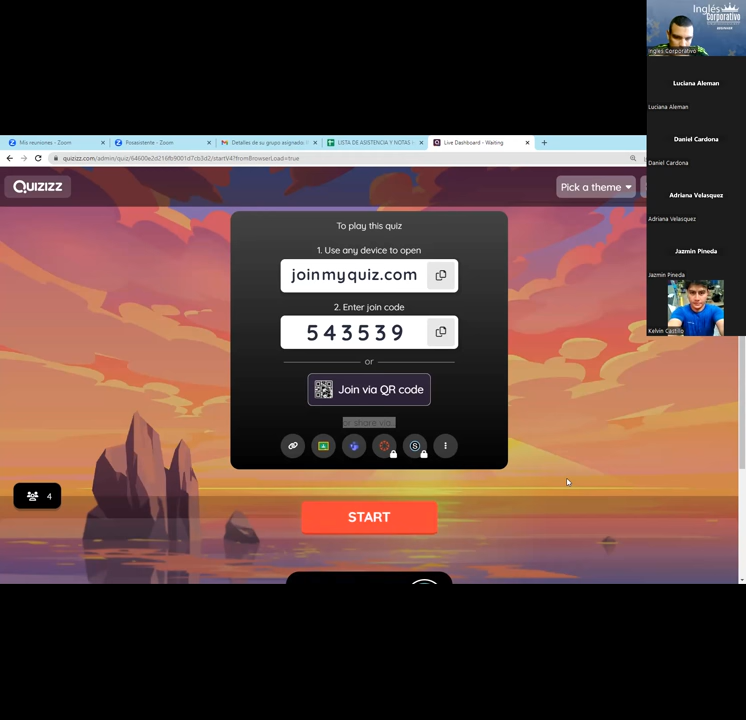 Inglés
Corporativo
Inglés Corporativo
Luciana Aleman
Luciana Aleman
Daniel Cardona
Daniel Cardona
Adriana Velasquez
Adriana Velasquez
Jazmin Pineda
Jazmin Pineda
Kelvin Castillo
Mis reuniones - Zoom
Posasistente - Zoom
Detalles de su grupo asignado
LISTA DE ASISTENCIA Y NOTAS
Live Dashboard - Waiting
quizizz.com/admin/quiz/64600e2d216fb9001d7cb3d2/startV4?fromBrowserLoad=true
QUIZIZZ
Pick a theme
To play this quiz
1. Use any device to open
joinmyquiz.com
2. Enter join code
543539
or
Join via QR code
or share via...
4
START